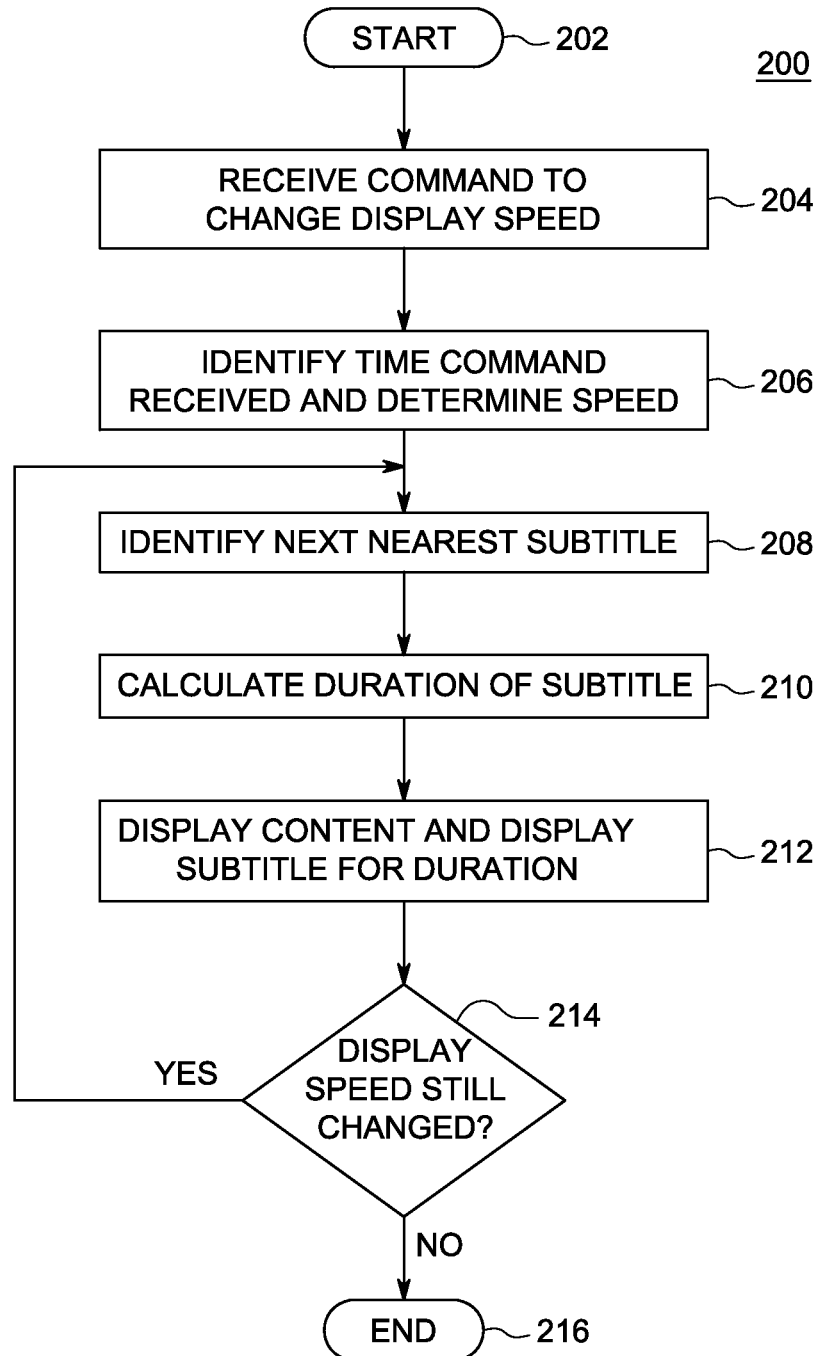 START
202
200
RECEIVE COMMAND TO
CHANGE DISPLAY SPEED
204
IDENTIFY TIME COMMAND
RECEIVED AND DETERMINE SPEED
206
IDENTIFY NEXT NEAREST SUBTITLE
208
CALCULATE DURATION OF SUBTITLE
210
DISPLAY CONTENT AND DISPLAY
SUBTITLE FOR DURATION
212
214
DISPLAY
SPEED STILL
CHANGED?
YES
NO
END
216